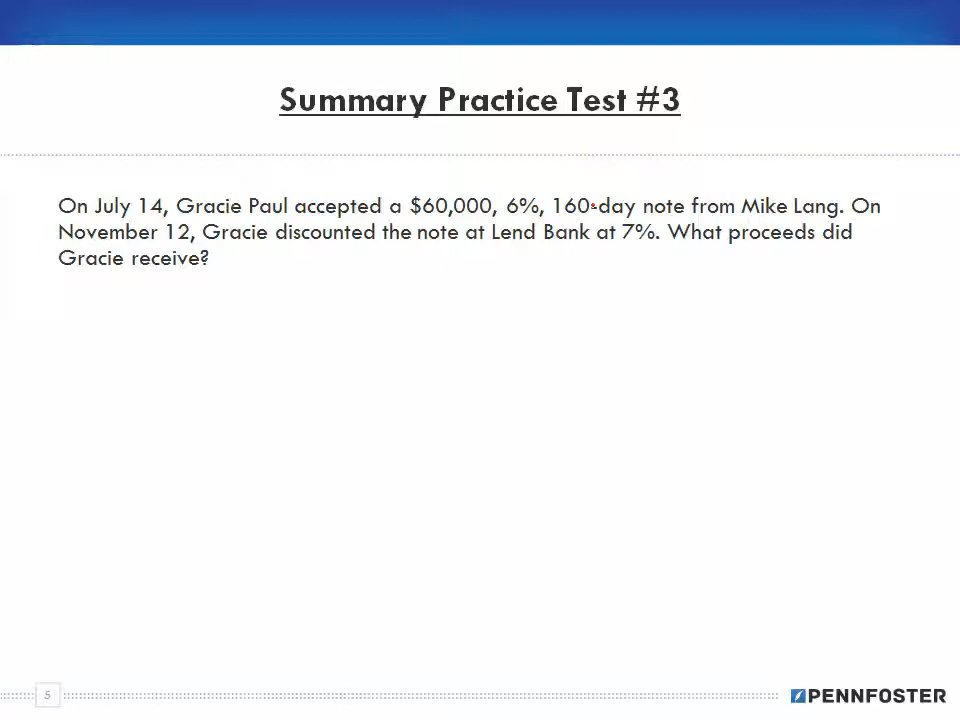 Summary Practice Test #3
On July 14, Gracie Paul accepted a $60,000, 6%, 160-day note from Mike Lang. On
November 12, Gracie discounted the note at Lend Bank at 7%. What proceeds did
Gracie receive?
5
PENNFOSTER